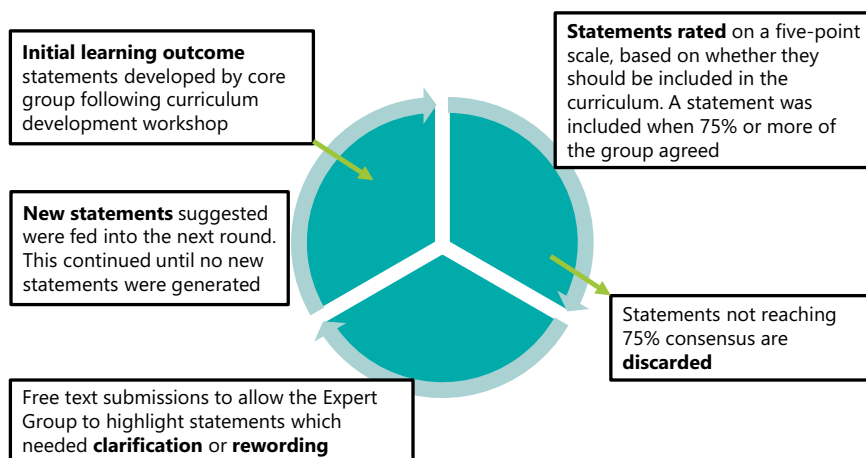 Initial learning outcome
statements developed by core
group following curriculum
development workshop
Statements rated on a five-point
scale, based on whether they
should be included in the
curriculum. A statement was
included when 75% or more of
the group agreed
New statements suggested
were fed into the next round.
This continued until no new
statements were generated
Statements not reaching
75% consensus are
discarded
Free text submissions to allow the Expert
Group to highlight statements which
needed clarification or rewording